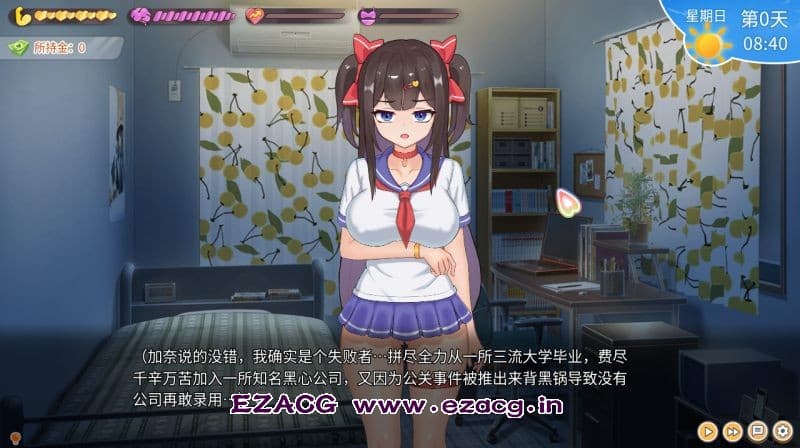 星期日
第0天
08:40
所持金：0
（加奈说的没错，我确实是个失败者…拼尽全力从一所三流大学毕业，费尽
千辛万苦加入一所知名黑心公司，又因为公关事件被推出来背黑锅导致没有
公司再敢录用…
EZACG www.ezacg.in